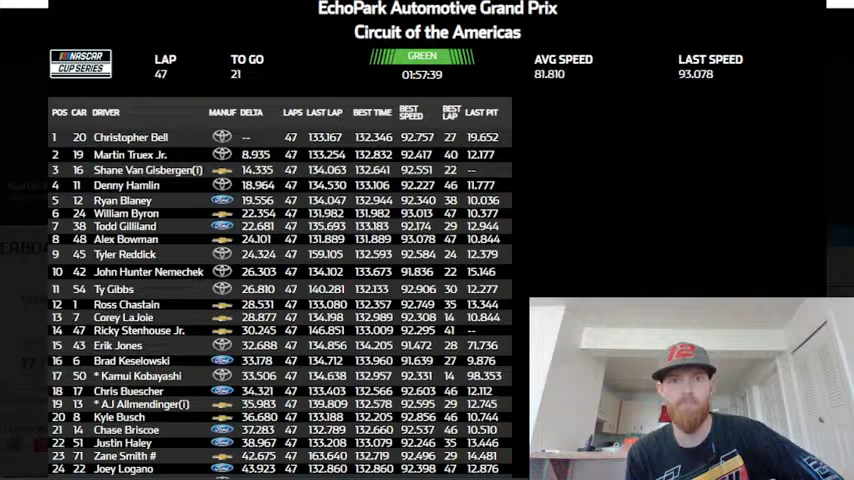 EchoPark Automotive Grand Prix
Circuit of the Americas
NASCAR CUP SERIES
LAP TO GO GREEN AVG SPEED LAST SPEED
47 21 01:57:39 81.810 93.078
POS CAR DRIVER MANUF DELTA LAPS LAST LAP BEST TIME BEST SPEED BEST LAP LAST PIT
1 20 Christopher Bell -- 47 133.167 132.346 92.757 27 19.652
2 19 Martin Truex Jr. 8.935 47 133.254 132.832 92.417 40 12.177
3 16 Shane Van Gisbergen(i) 14.335 47 134.063 132.641 92.551 22 --
4 11 Denny Hamlin 18.964 47 134.530 133.106 92.227 46 11.777
5 12 Ryan Blaney 19.556 47 134.047 132.944 92.340 38 10.036
6 24 William Byron 22.354 47 131.982 131.982 93.013 47 10.377
7 38 Todd Gilliland 22.681 47 135.693 133.183 92.174 29 12.944
8 48 Alex Bowman 24.101 47 131.889 131.889 93.078 47 10.844
9 45 Tyler Reddick 24.324 47 159.105 132.593 92.584 24 12.379
10 42 John Hunter Nemechek 26.303 47 134.102 133.673 91.836 22 15.146
11 54 Ty Gibbs 26.810 47 140.281 132.133 92.906 30 12.277
12 1 Ross Chastain 28.531 47 133.080 132.357 92.749 35 13.344
13 7 Corey LaJoie 28.877 47 134.198 132.989 92.308 14 10.844
14 47 Ricky Stenhouse Jr. 30.245 47 146.851 133.009 92.295 41 --
15 43 Erik Jones 32.688 47 134.856 134.205 91.472 28 71.736
16 6 Brad Keselowski 33.178 47 134.712 133.960 91.639 27 9.876
17 50 * Kamui Kobayashi 33.506 47 134.638 132.957 92.331 14 98.353
18 17 Chris Buescher 34.321 47 133.403 132.566 92.603 46 12.112
19 13 * AJ Allmendinger(i) 35.983 47 139.809 132.578 92.595 29 12.745
20 8 Kyle Busch 36.680 47 133.188 132.205 92.856 46 10.744
21 14 Chase Briscoe 37.283 47 132.789 132.660 92.537 46 10.510
22 51 Justin Haley 38.967 47 133.208 133.079 92.246 35 13.446
23 71 Zane Smith # 42.675 47 163.640 132.719 92.496 29 14.481
24 22 Joey Logano 43.923 47 132.860 132.860 92.398 47 12.876
12